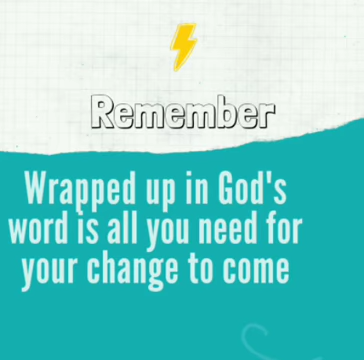 Remember
Wrapped up in God's
word is all you need for
your change to come